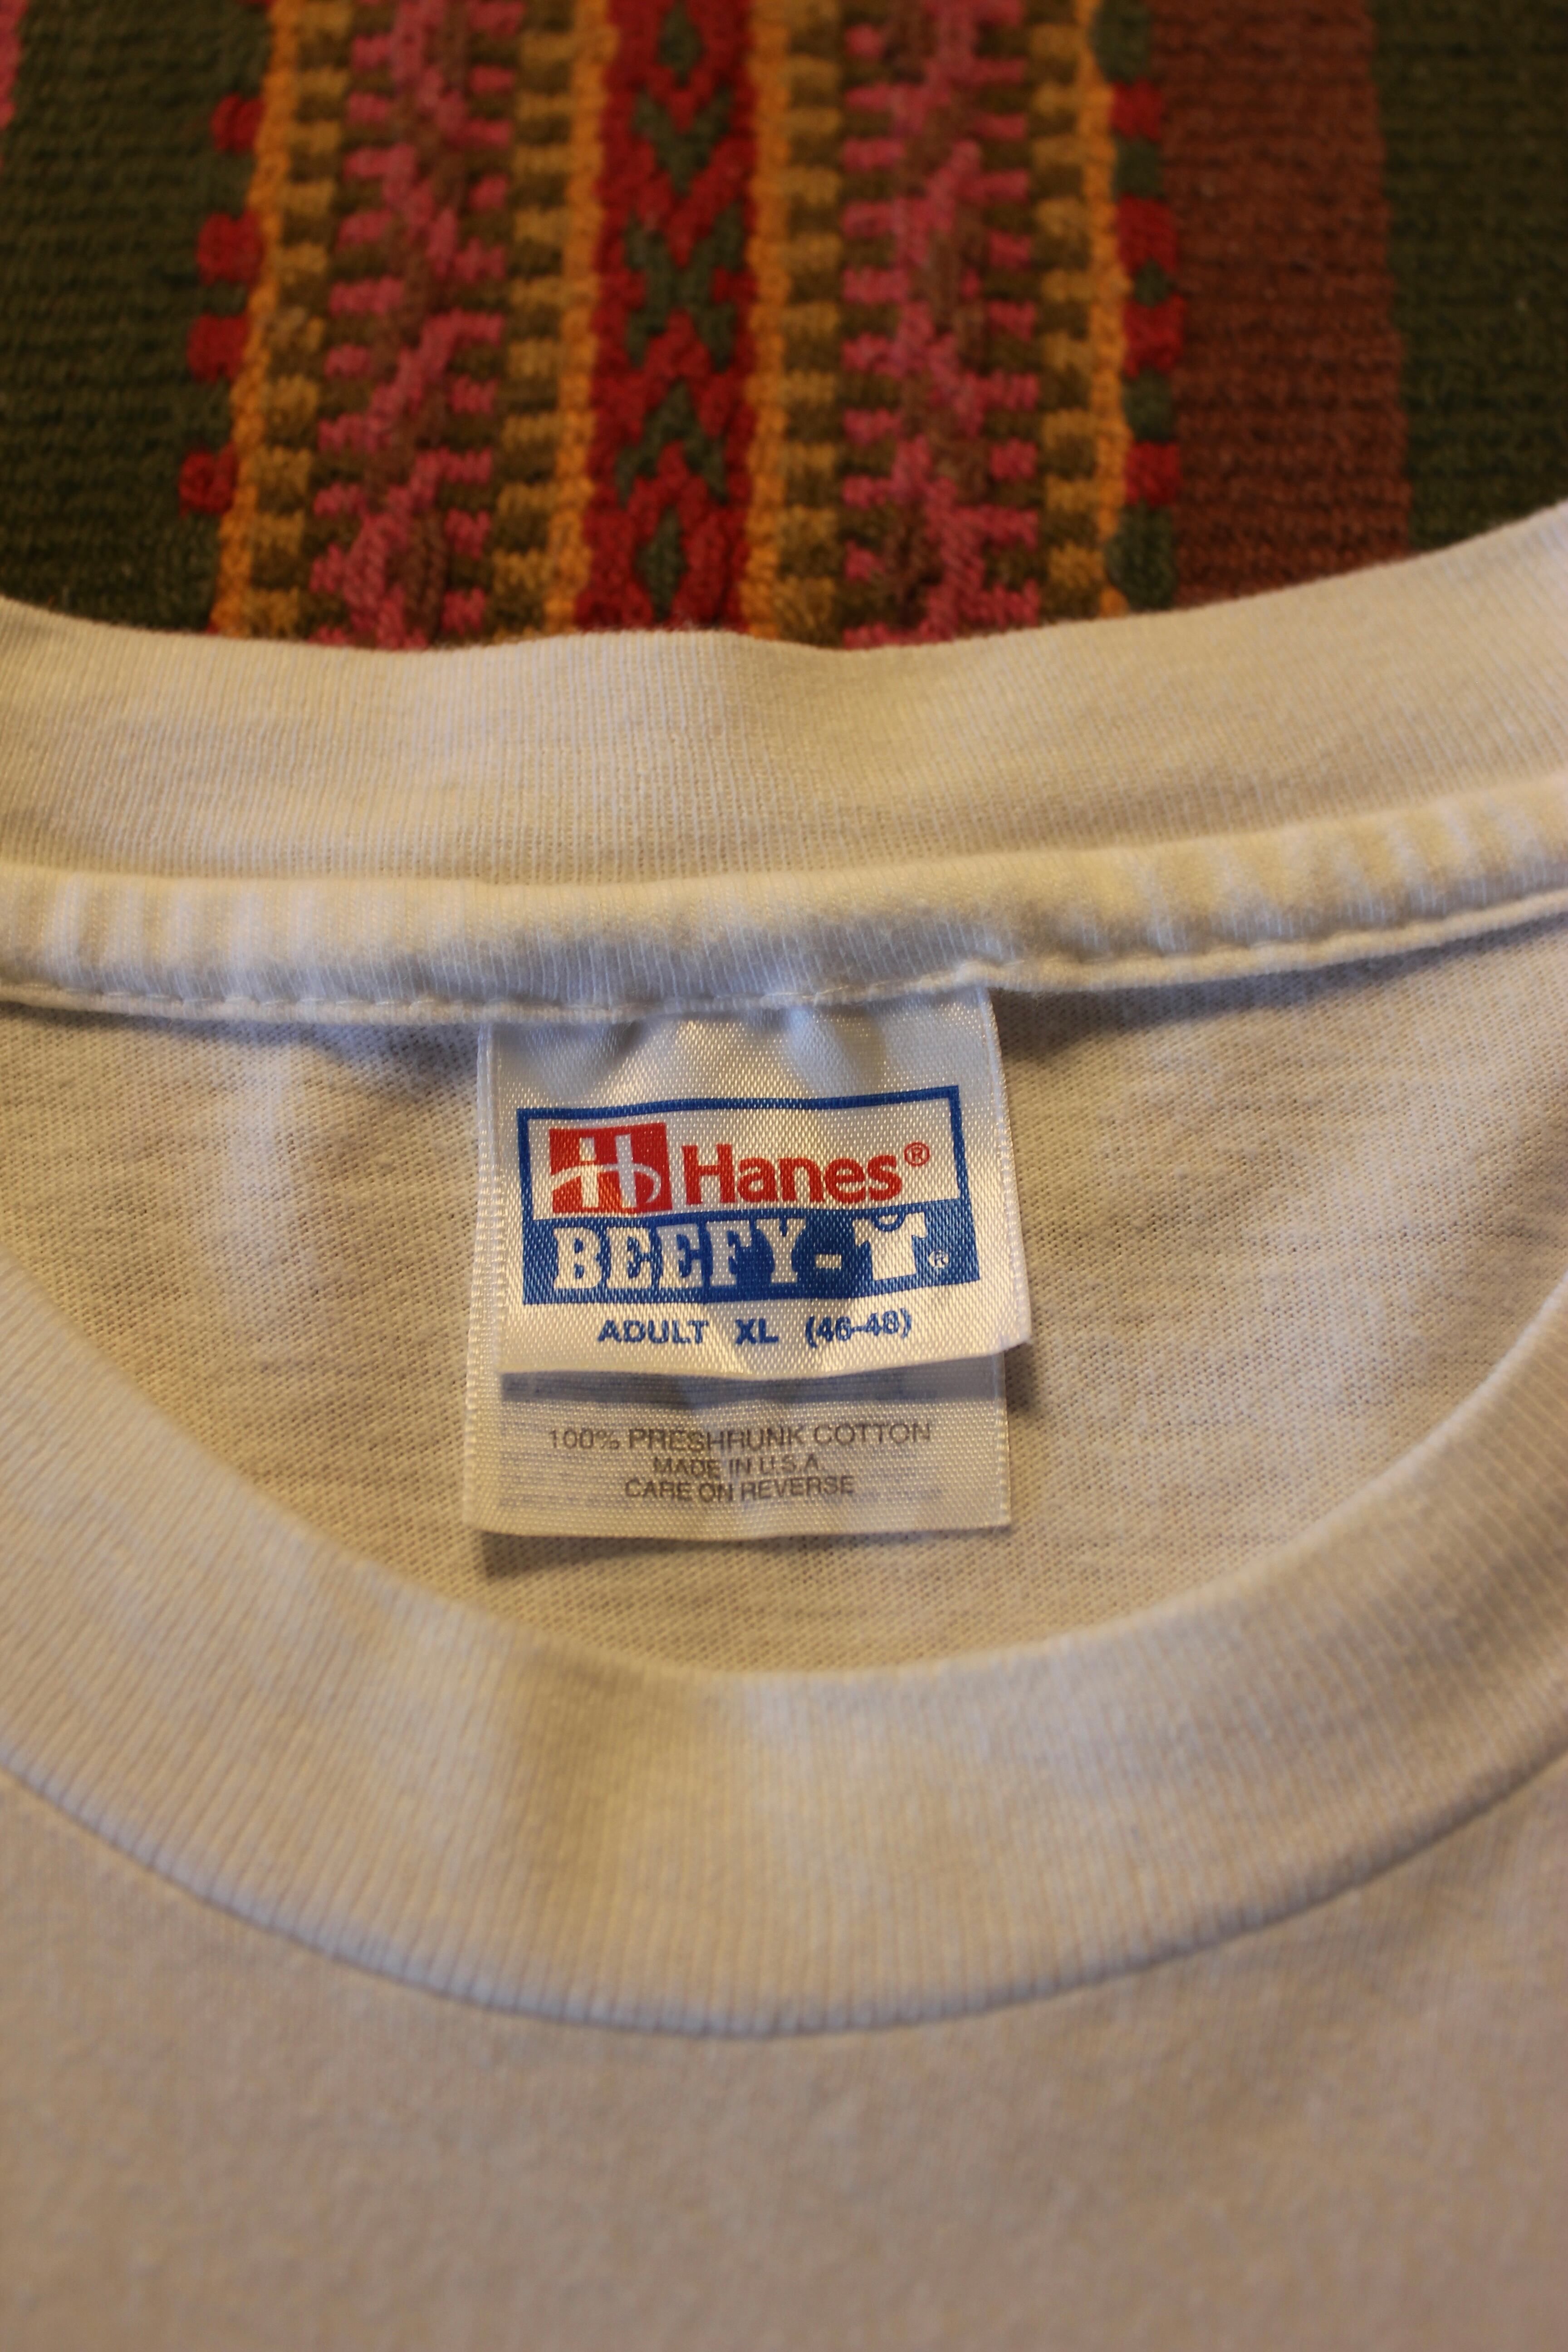 Hanes®
BEEFY-T®
ADULT XL (46-48)
100% PRESHRUNK COTTON
MADE IN U.S.A.
CARE ON REVERSE